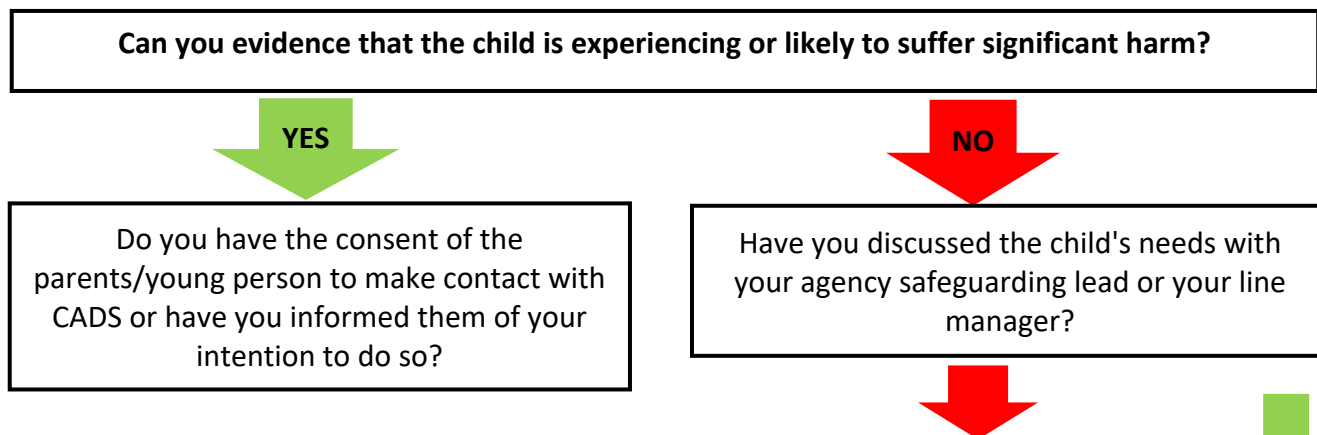 Can you evidence that the child is experiencing or likely to suffer significant harm?
YES
NO
Do you have the consent of the
parents/young person to make contact with
CADS or have you informed them of your
intention to do so?
Have you discussed the child's needs with
your agency safeguarding lead or your line
manager?